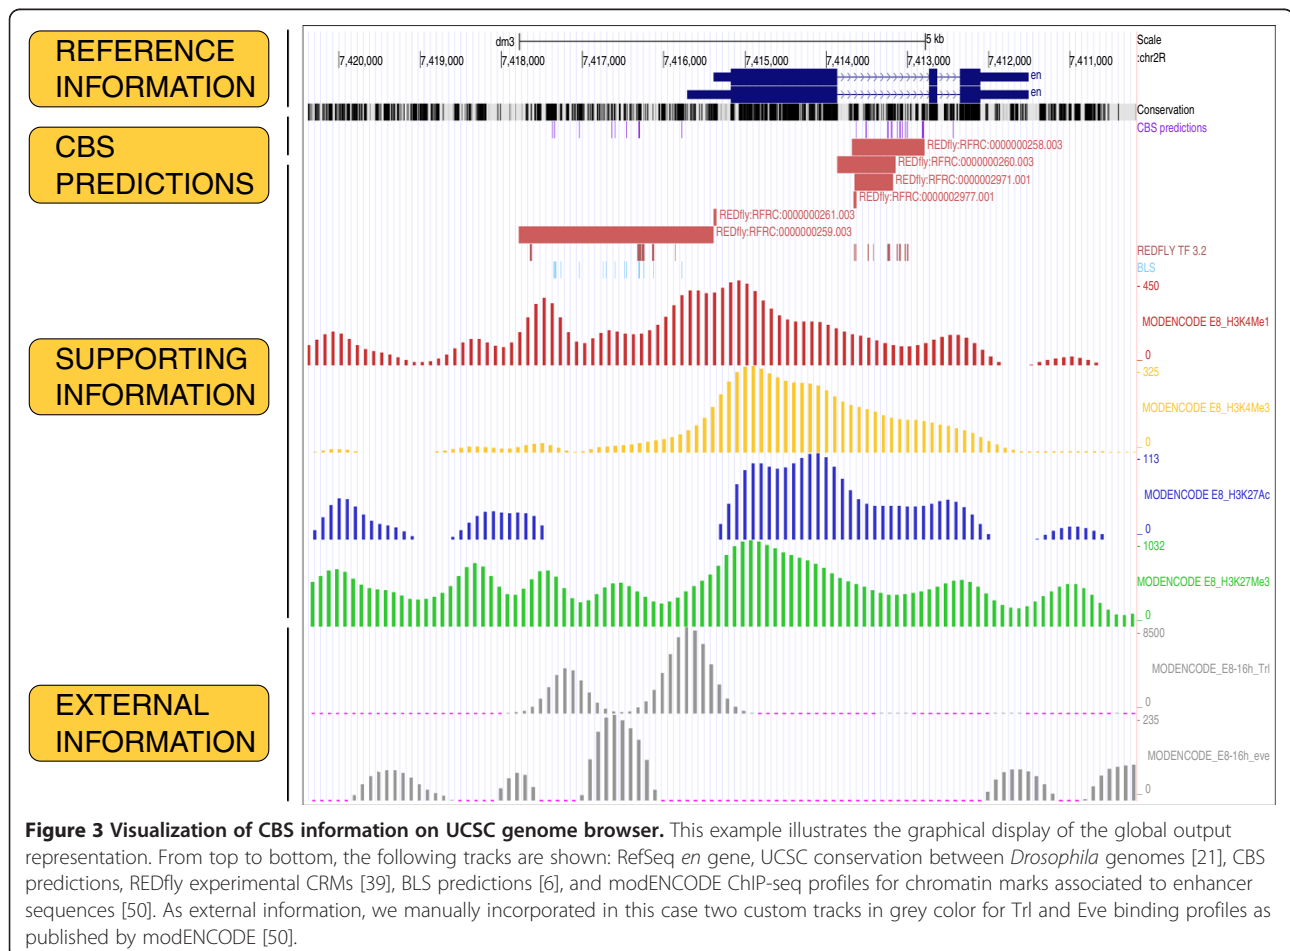 REFERENCE
INFORMATION
CBS
PREDICTIONS
SUPPORTING
INFORMATION
EXTERNAL
INFORMATION
dm3 5 kb Scale
7,420,000 7,419,000 7,418,000 7,417,000 7,416,000 7,415,000 7,414,000 7,413,000 7,412,000 7,411,000 :chr2R
en
en
Conservation
CBS predictions
REDfly:RFRC:0000000258.003
REDfly:RFRC:0000000260.003
REDfly:RFRC:0000002971.001
REDfly:RFRC:0000002977.001
REDfly:RFRC:0000000261.003
REDfly:RFRC:0000000259.003
REDFLY TF 3.2
BLS
- 450
MODENCODE E8_H3K4Me1
_ 0
- 325
MODENCODE E8_H3K4Me3
_ 0
- 113
MODENCODE E8_H3K27Ac
_ 0
- 1032
MODENCODE E8_H3K27Me3
_ 0
- 8500
MODENCODE_E8-16h_Trl
_ 0
- 235
MODENCODE_E8-16h_eve
_ 0
Figure 3 Visualization of CBS information on UCSC genome browser. This example illustrates the graphical display of the global output
representation. From top to bottom, the following tracks are shown: RefSeq en gene, UCSC conservation between Drosophila genomes [21], CBS
predictions, REDfly experimental CRMs [39], BLS predictions [6], and modENCODE ChIP-seq profiles for chromatin marks associated to enhancer
sequences [50]. As external information, we manually incorporated in this case two custom tracks in grey color for Trl and Eve binding profiles as
published by modENCODE [50].